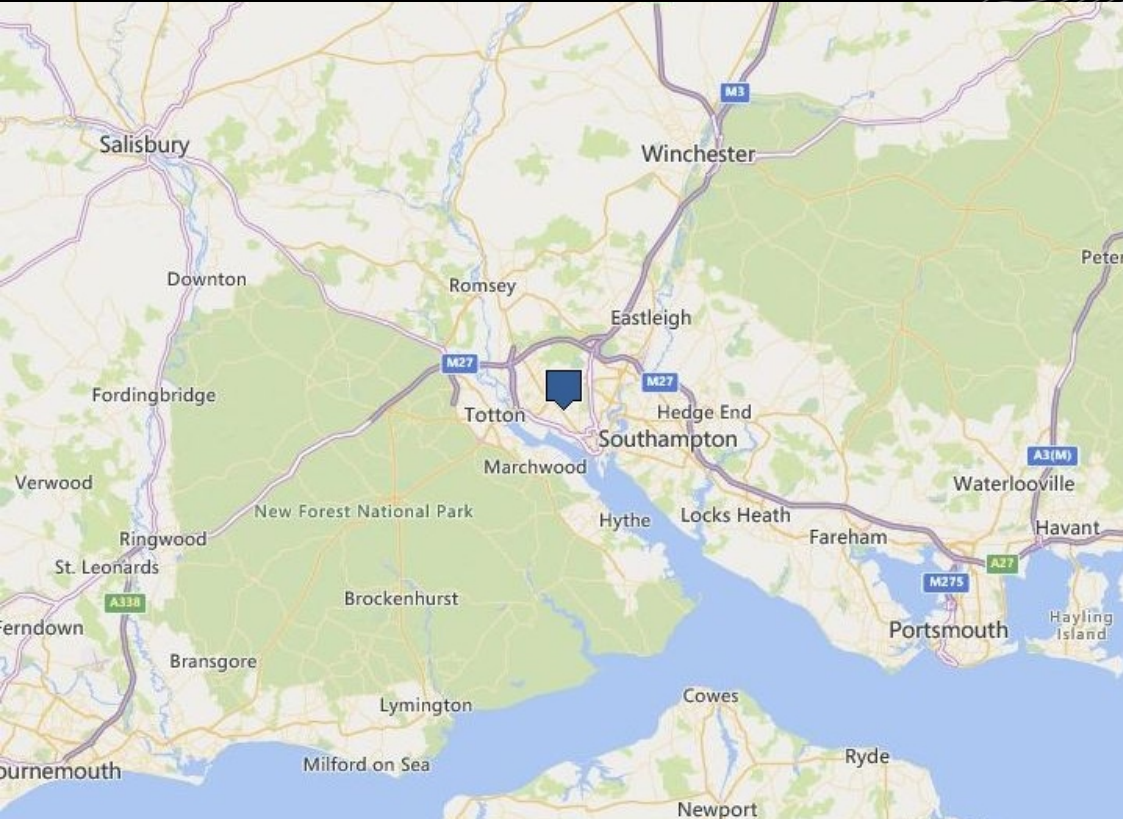 M3
Salisbury
Winchester
Peter
Downton
Romsey
Eastleigh
M27
M27
Fordingbridge
Totton
Hedge End
Southampton
A3(M)
Marchwood
Verwood
Waterlooville
New Forest National Park
Hythe
Locks Heath
Havant
Ringwood
Fareham
St. Leonards
A27
M275
A338
Brockenhurst
Hayling
Island
Ferndown
Portsmouth
Bransgore
Cowes
Lymington
Ryde
Milford on Sea
ournemouth
Newport